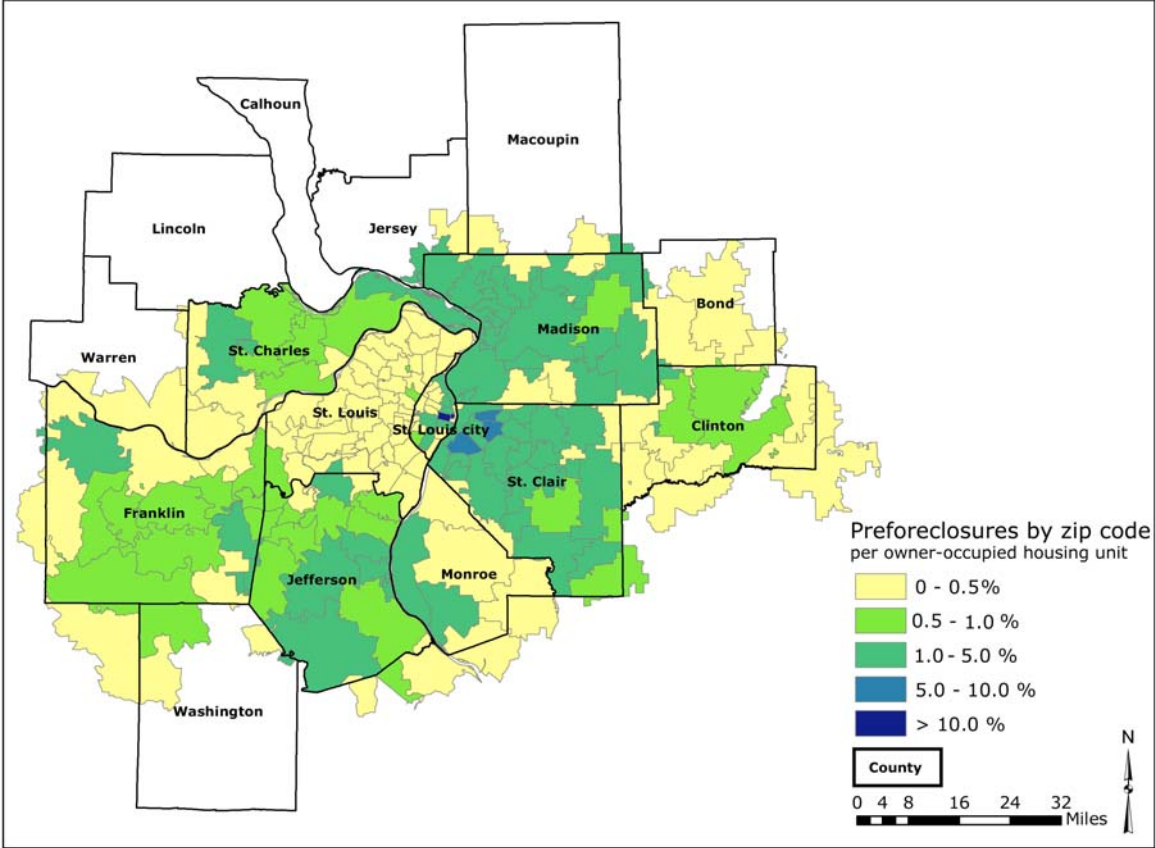 Calhoun
Macoupin
Lincoln
Jersey
Bond
Madison
St. Charles
Warren
St. Louis
St. Louis city
Clinton
St. Clair
Franklin
Jefferson
Monroe
Washington
Preforeclosures by zip code
per owner-occupied housing unit
0 - 0.5%
0.5 - 1.0 %
1.0 - 5.0 %
5.0 - 10.0 %
> 10.0 %
County
N
0 4 8 16 24 32
Miles